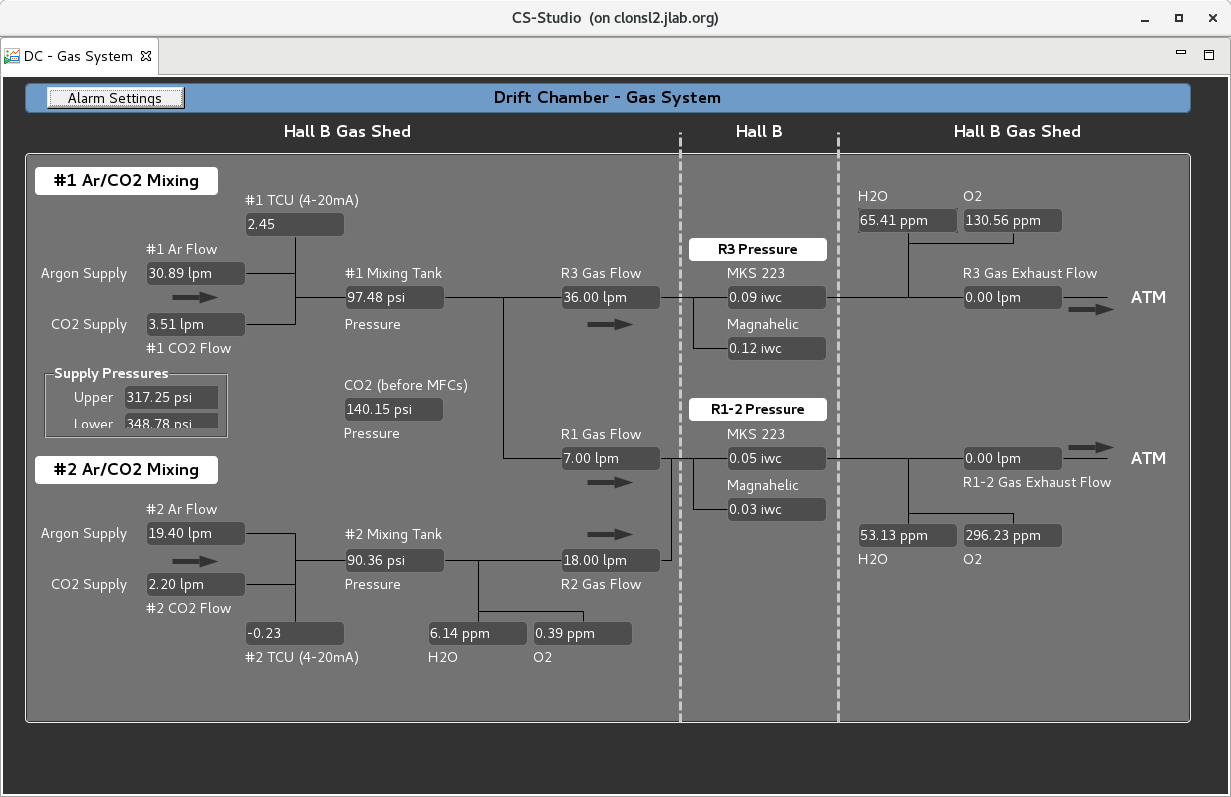 CS-Studio (on clonsl2.jlab.org)
DC - Gas System
Alarm Settings
Drift Chamber - Gas System
Hall B Gas Shed
Hall B
Hall B Gas Shed
#1 Ar/CO2 Mixing
#1 TCU (4-20mA)
2.45
#1 Ar Flow
Argon Supply
30.89 lpm
CO2 Supply
3.51 lpm
#1 CO2 Flow
#1 Mixing Tank
97.48 psi
Pressure
R3 Gas Flow
36.00 lpm
R3 Pressure
MKS 223
0.09 iwc
Magnahelic
0.12 iwc
H2O
O2
65.41 ppm
130.56 ppm
R3 Gas Exhaust Flow
0.00 lpm
ATM
Supply Pressures
Upper
317.25 psi
Lower
348.78 psi
CO2 (before MFCs)
140.15 psi
Pressure
R1 Gas Flow
7.00 lpm
R1-2 Pressure
MKS 223
0.05 iwc
Magnahelic
0.03 iwc
0.00 lpm
ATM
R1-2 Gas Exhaust Flow
53.13 ppm
296.23 ppm
H2O
O2
#2 Ar/CO2 Mixing
#2 Ar Flow
Argon Supply
19.40 lpm
CO2 Supply
2.20 lpm
#2 CO2 Flow
#2 Mixing Tank
90.36 psi
Pressure
18.00 lpm
R2 Gas Flow
-0.23
#2 TCU (4-20mA)
6.14 ppm
0.39 ppm
H2O
O2